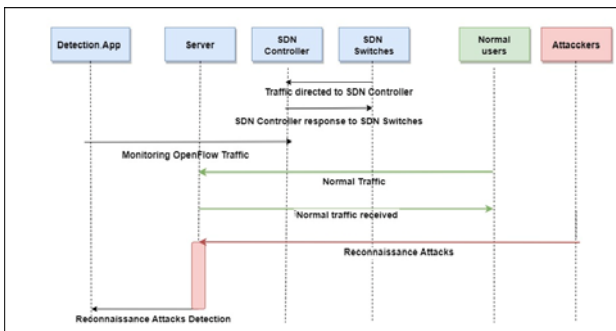 Detection.App
Server
SDN
Controller
SDN
Switches
Normal
users
Attacckers
Traffic directed to SDN Controller
SDN Controller response to SDN Switches
Monitoring OpenFlow Traffic
Normal Traffic
Normal traffic received
Reconnaissance Attacks
Reconnaissance Attacks Detection